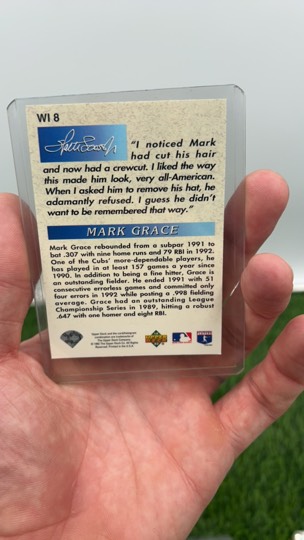 WI 8
"I noticed Mark
had cut his hair
and now had a crewcut. I liked the way
this made him look, very all-American.
When I asked him to remove his hat, he
adamantly refused. I guess he didn't
want to be remembered that way."
MARK GRACE
Mark Grace rebounded from a subpar 1991 to
bat .307 with nine home runs and 79 RBI in 1992.
One of the Cubs' more-dependable players, he
has played in at least 157 games a year since
1990. In addition to being a fine hitter, Grace is
an outstanding fielder. He ended 1991 with 51
consecutive errorless games and committed only
four errors in 1992 while posting a .998 fielding
average. Grace had an outstanding League
Championship Series in 1989, hitting a robust
.647 with one homer and eight RBI.
UPPER DECK